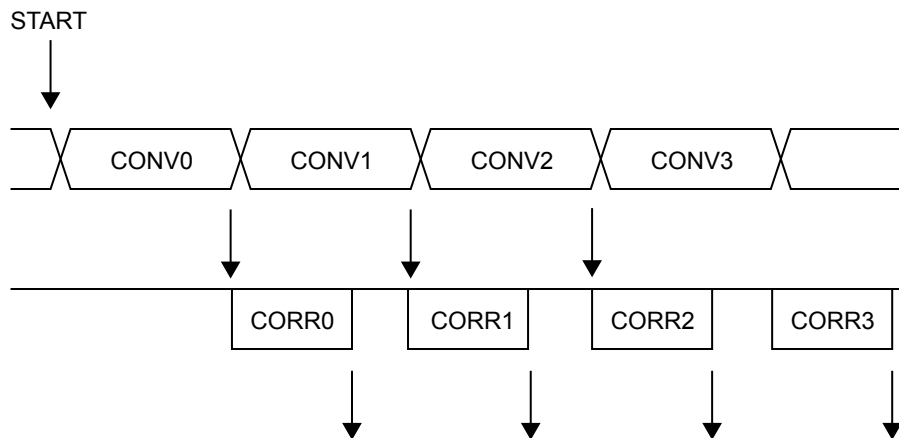 START
CONV0 CONV1 CONV2 CONV3
CORR0 CORR1 CORR2 CORR3